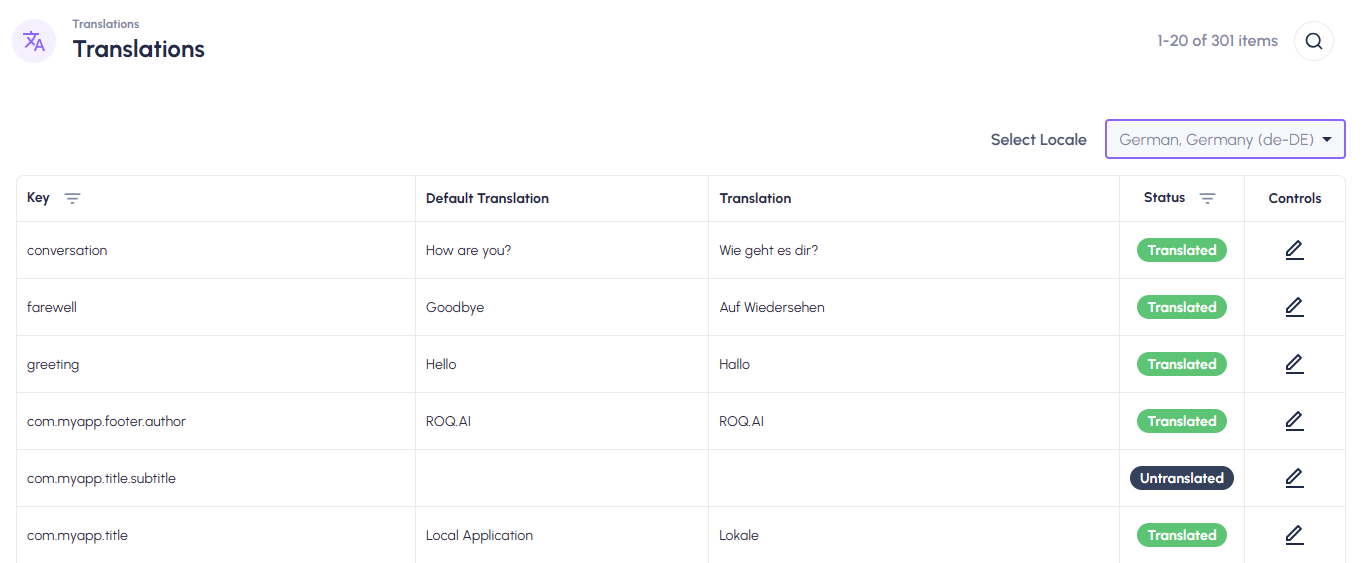 Translations
Translations
1-20 of 301 items
Select Locale German, Germany (de-DE)
Key Default Translation Translation Status Controls
conversation How are you? Wie geht es dir? Translated
farewell Goodbye Auf Wiedersehen Translated
greeting Hello Hallo Translated
com.myapp.footer.author ROQ.AI ROQ.AI Translated
com.myapp.title.subtitle Untranslated
com.myapp.title Local Application Lokale Translated